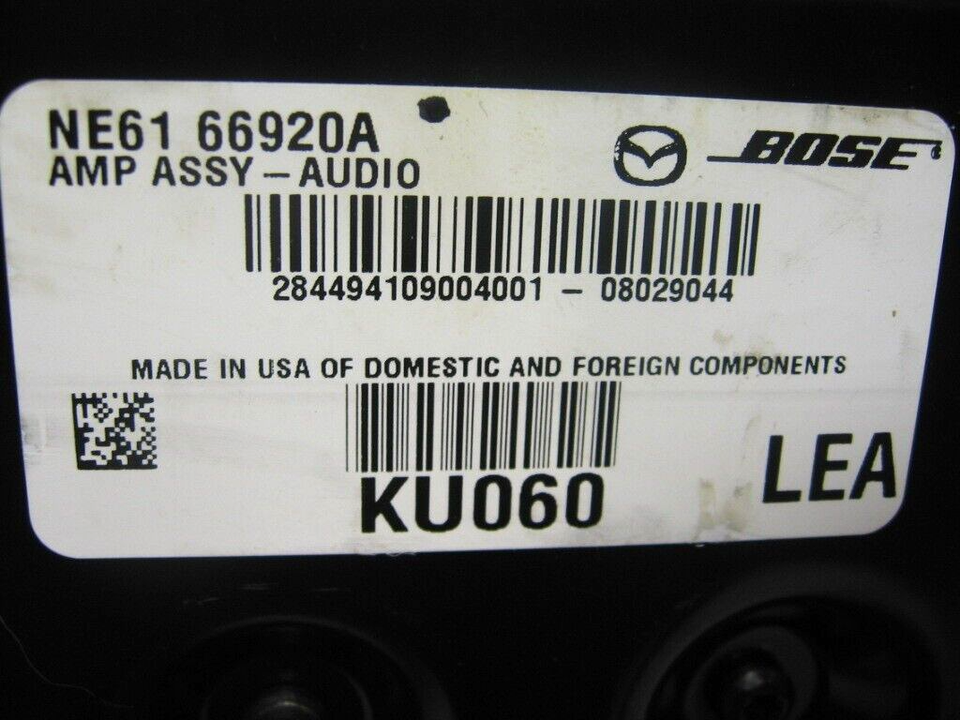 NE61 66920A
AMP ASSY – AUDIO
BOSE
284494109004001 – 08029044
MADE IN USA OF DOMESTIC AND FOREIGN COMPONENTS
KU060
LEA